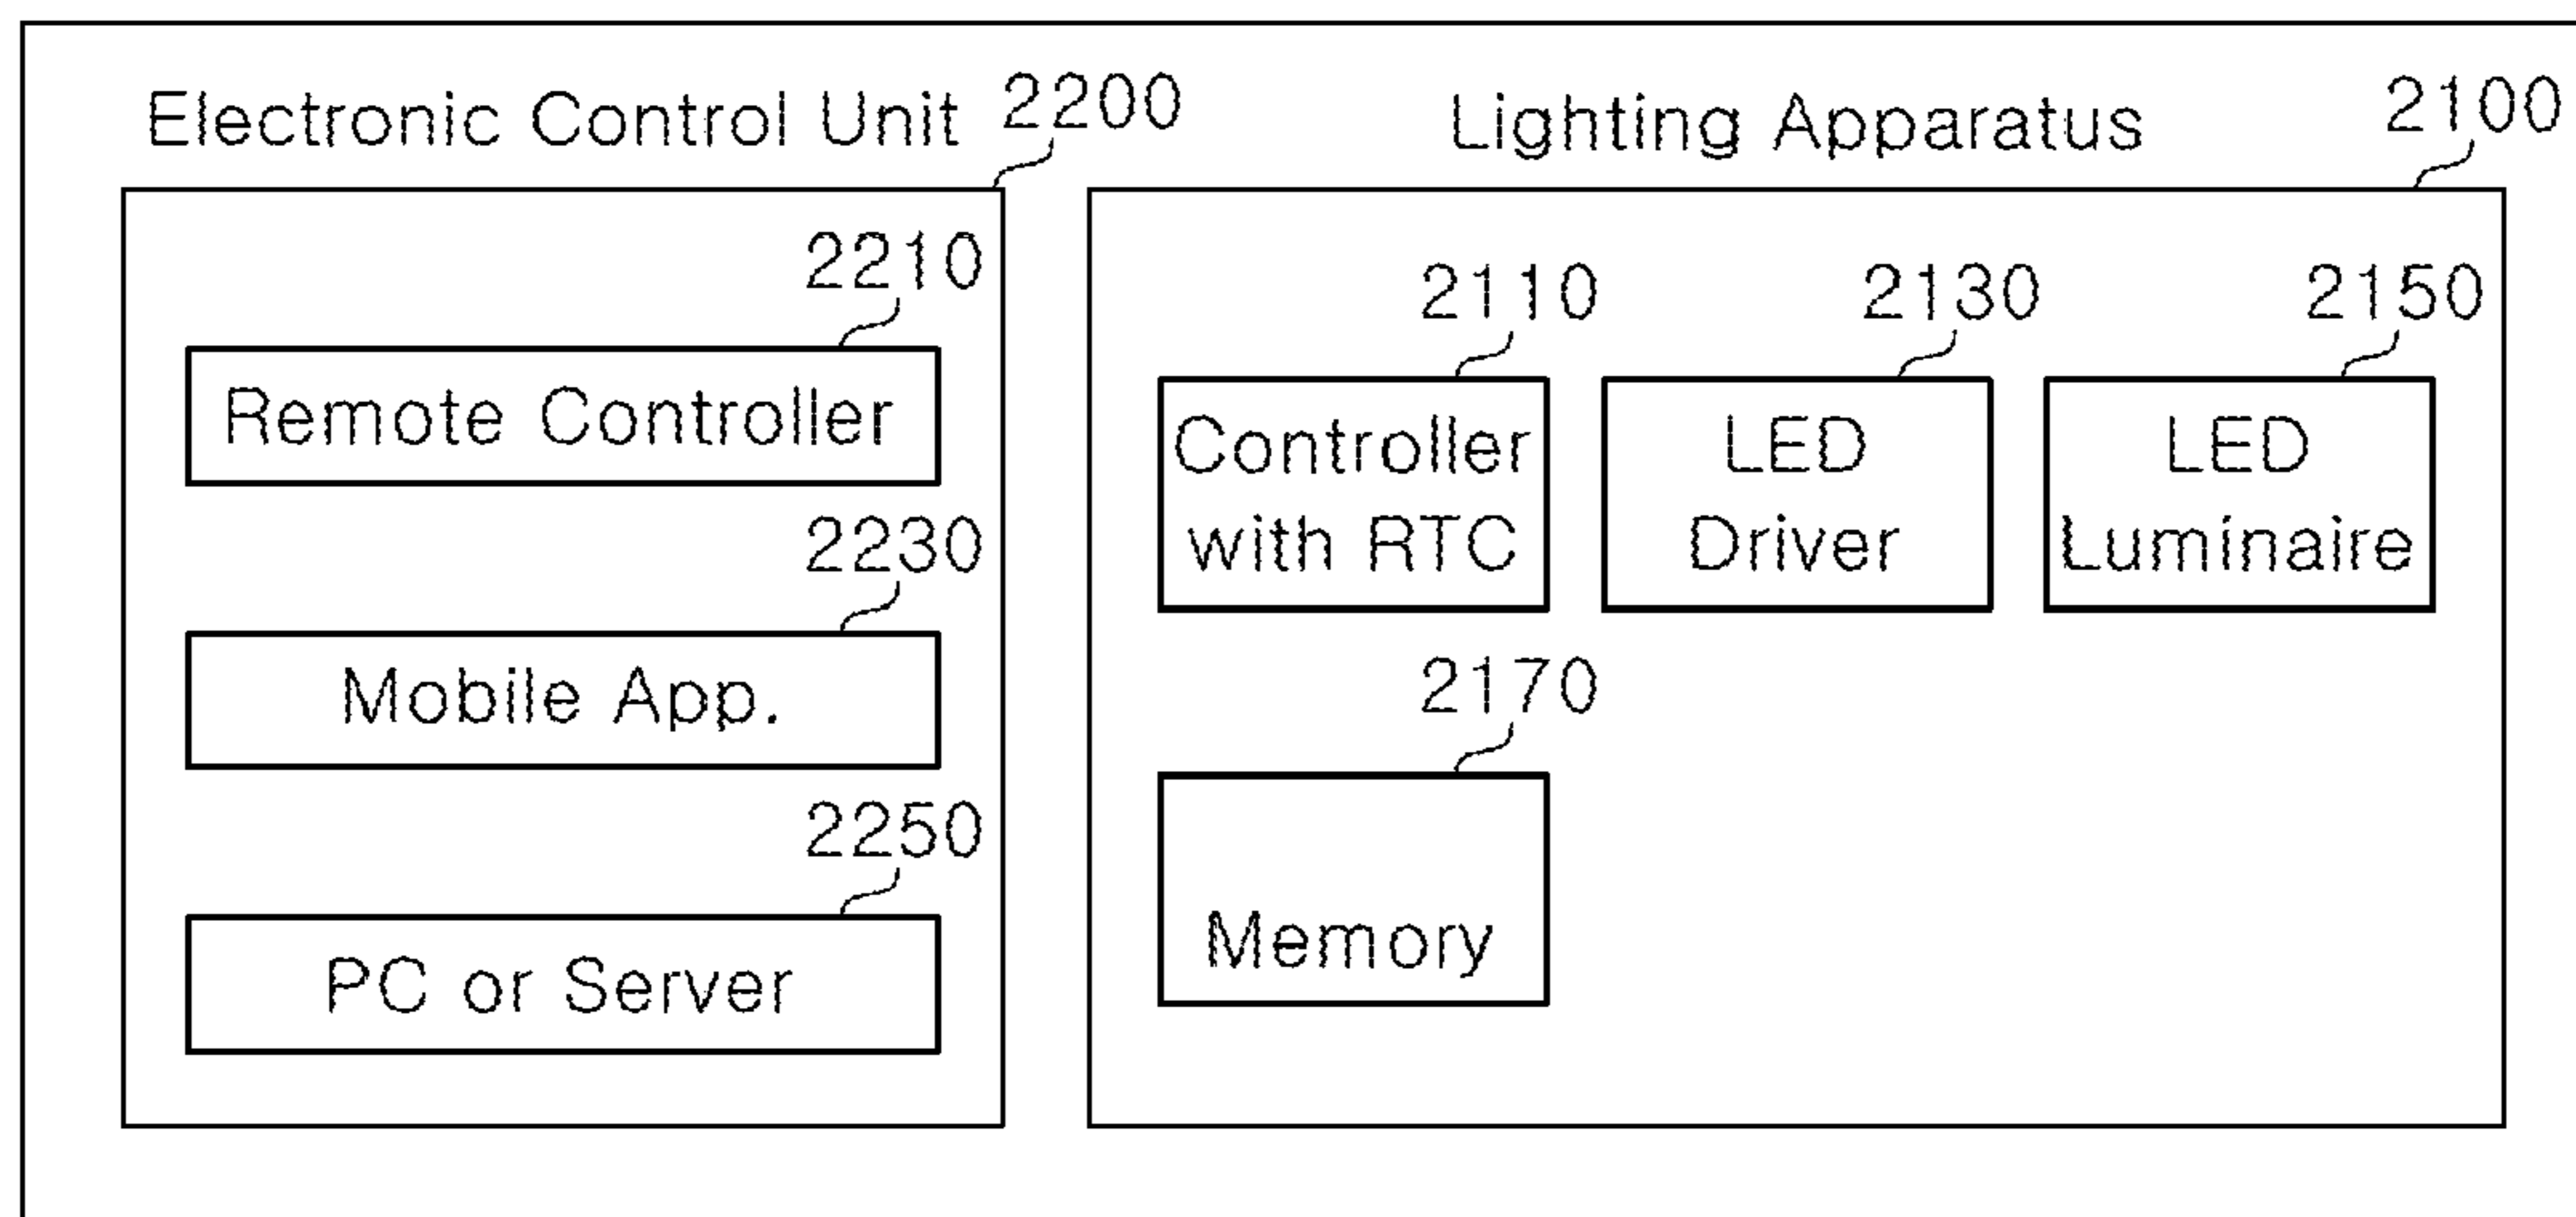 Electronic Control Unit 2200
2210
Remote Controller
2230
Mobile App.
2250
PC or Server
Lighting Apparatus 2100
2110 2130 2150
Controller with RTC
LED Driver
LED Luminaire
2170
Memory